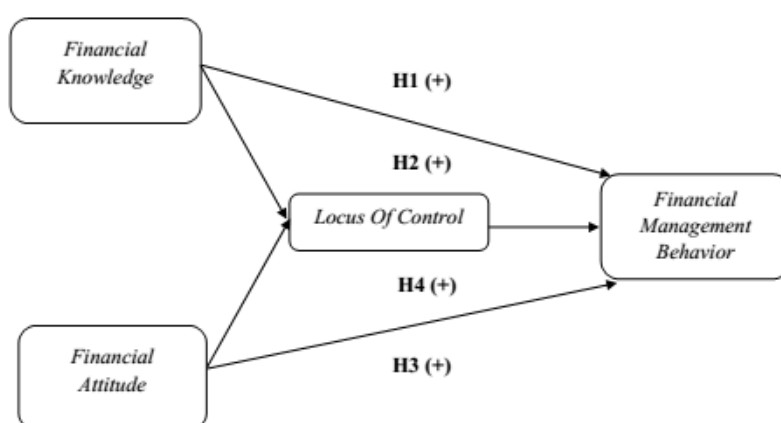 Financial
Knowledge
H1 (+)
H2 (+)
Locus Of Control
Financial
Management
Behavior
H4 (+)
Financial
Attitude
H3 (+)